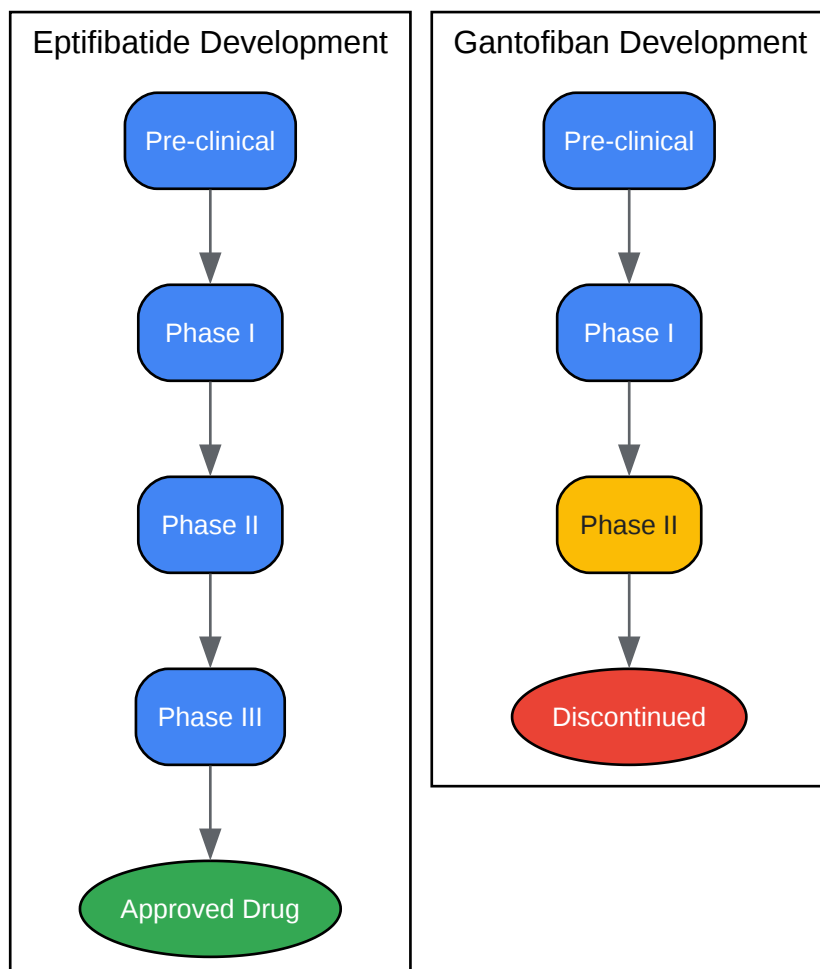 Eptifibatide Development
Pre-clinical
Phase I
Phase II
Phase III
Approved Drug
Gantofiban Development
Pre-clinical
Phase I
Phase II
Discontinued